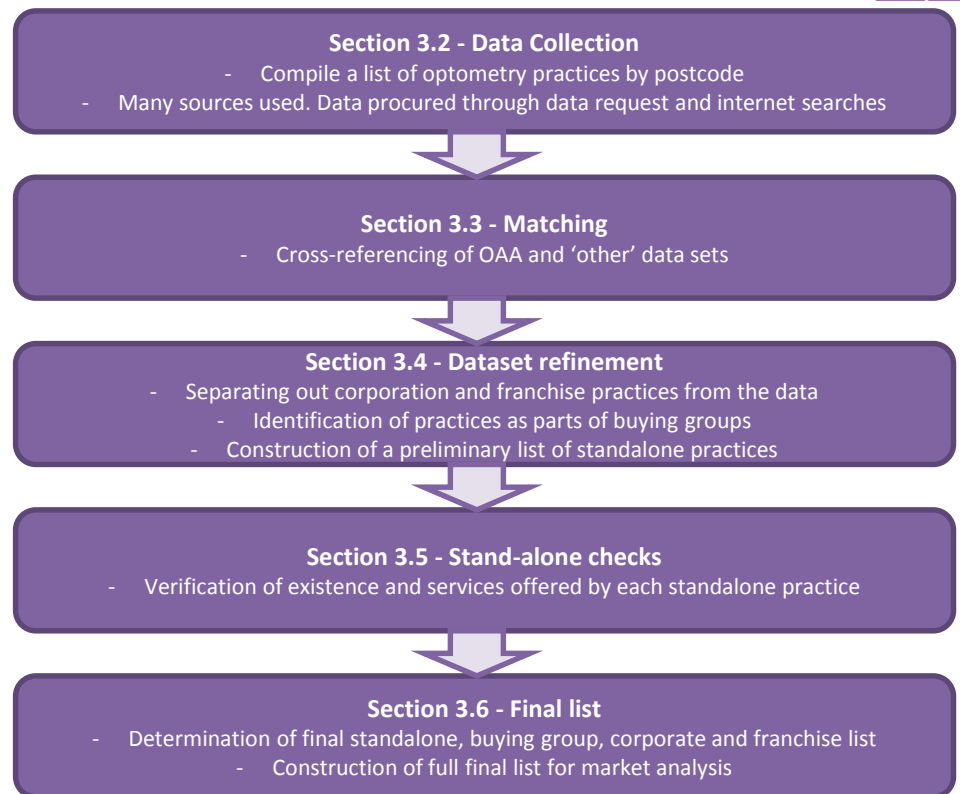 Section 3.2 - Data Collection
- Compile a list of optometry practices by postcode
- Many sources used. Data procured through data request and internet searches
Section 3.3 - Matching
- Cross-referencing of OAA and ‘other’ data sets
Section 3.4 - Dataset refinement
- Separating out corporation and franchise practices from the data
- Identification of practices as parts of buying groups
- Construction of a preliminary list of standalone practices
Section 3.5 - Stand-alone checks
- Verification of existence and services offered by each standalone practice
Section 3.6 - Final list
- Determination of final standalone, buying group, corporate and franchise list
- Construction of full final list for market analysis